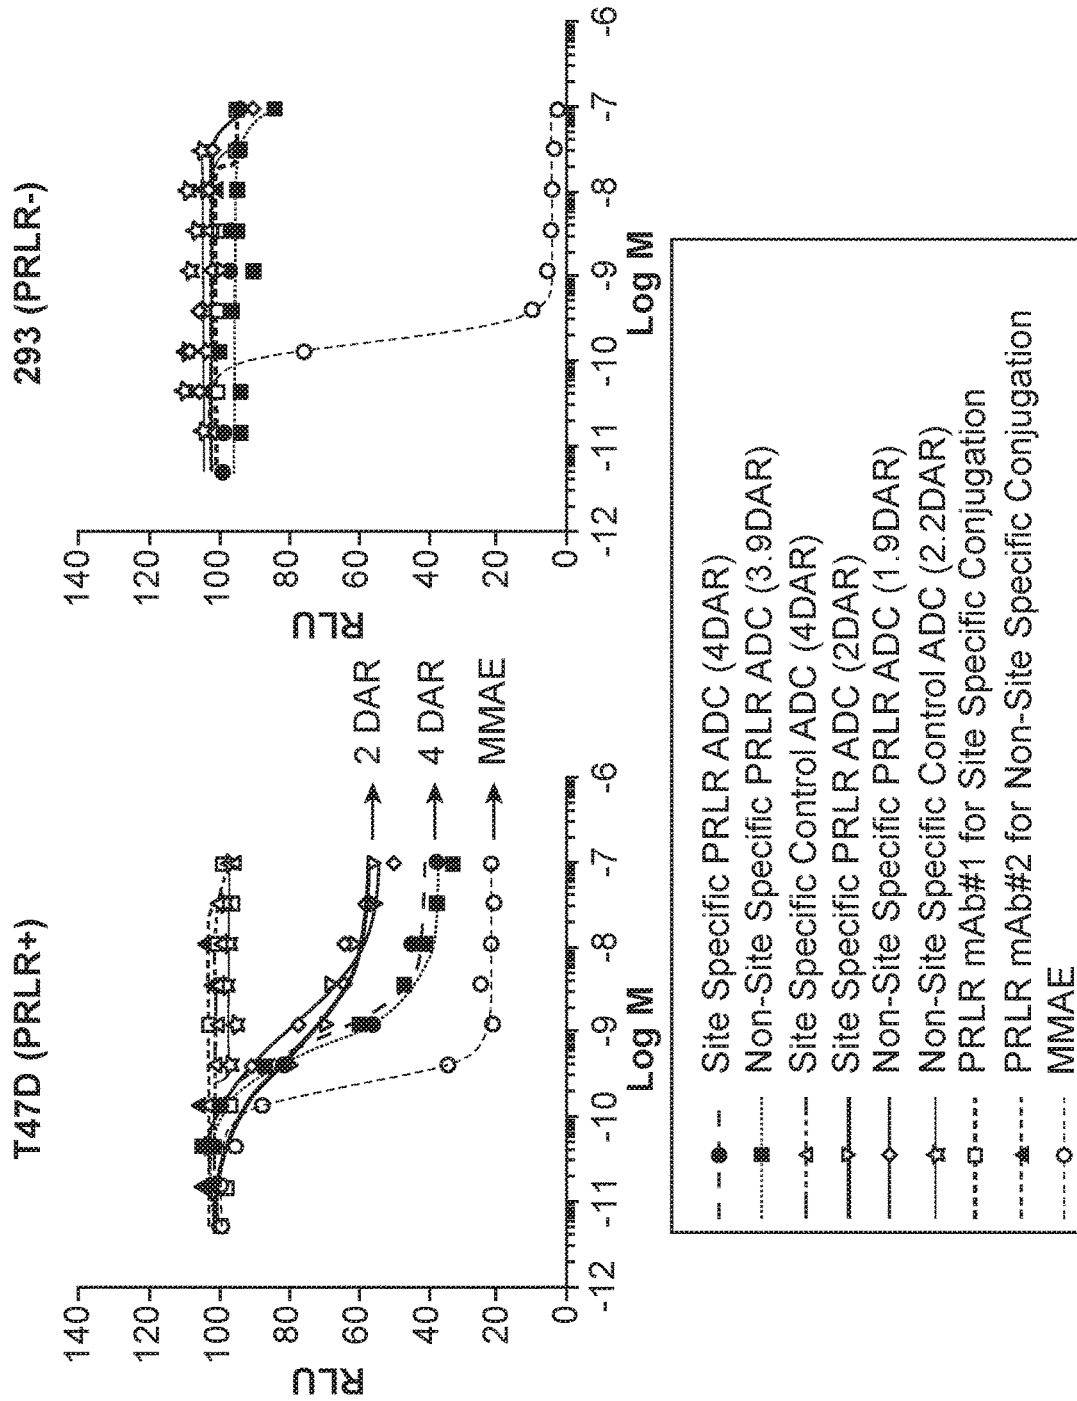 T47D (PRLR+)
RLU
140
120
100
80
60
40
20
0
-12
-11
-10
-9
-8
-7
-6
Log M
2 DAR
4 DAR
MMAE
293 (PRLR-)
RLU
140
120
100
80
60
40
20
0
-12
-11
-10
-9
-8
-7
-6
Log M
Site Specific PRLR ADC (4DAR)
Non-Site Specific PRLR ADC (3.9DAR)
Site Specific Control ADC (4DAR)
Site Specific PRLR ADC (2DAR)
Non-Site Specific PRLR ADC (1.9DAR)
Non-Site Specific Control ADC (2.2DAR)
PRLR mAb#1 for Site Specific Conjugation
PRLR mAb#2 for Non-Site Specific Conjugation
MMAE